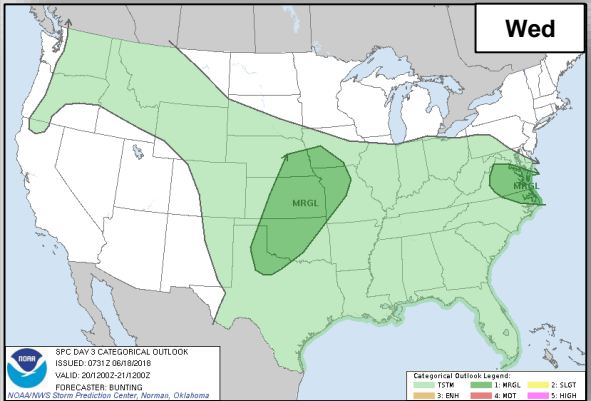 Wed
MRGL
MRGL
SPC DAY 3 CATEGORICAL OUTLOOK
ISSUED: 0731Z 06/18/2018
VALID: 20/1200Z-21/1200Z
FORECASTER: BUNTING
NOAA/NWS Storm Prediction Center, Norman, Oklahoma
NOAA
Categorical Outlook Legend:
TSTM 1: MRGL 2: SLGT
3: ENH 4: MDT 5: HIGH